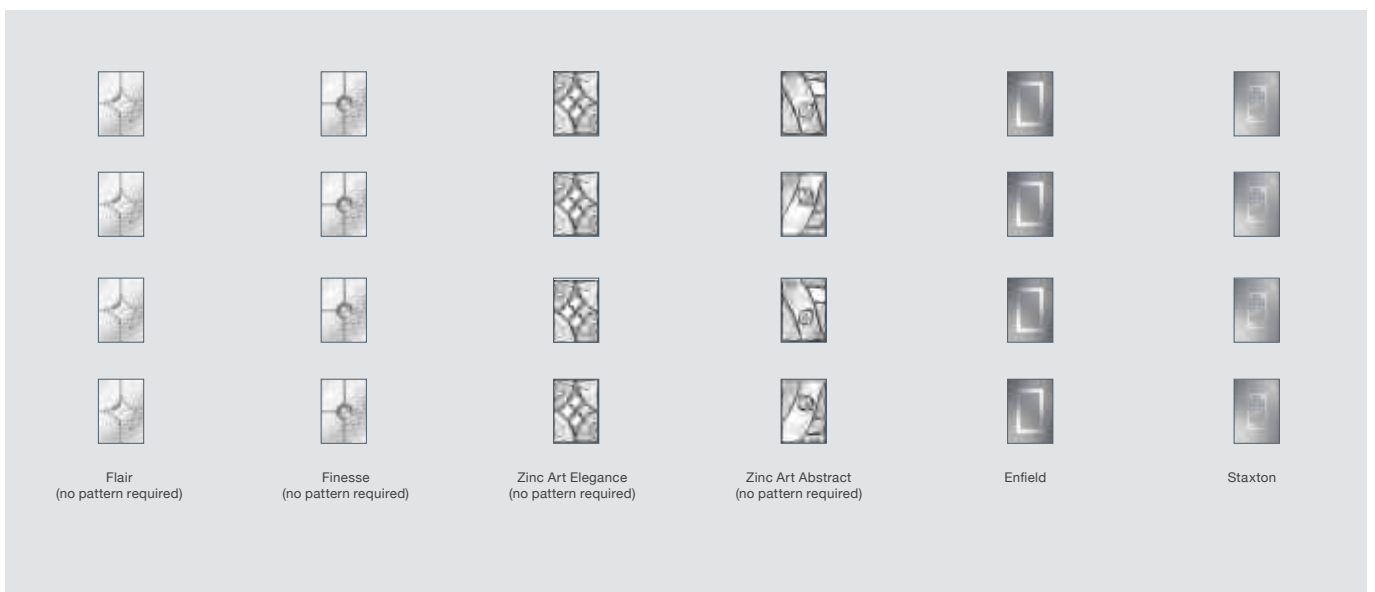 Flair
(no pattern required)
Finesse
(no pattern required)
Zinc Art Elegance
(no pattern required)
Zinc Art Abstract
(no pattern required)
Enfield
Staxton